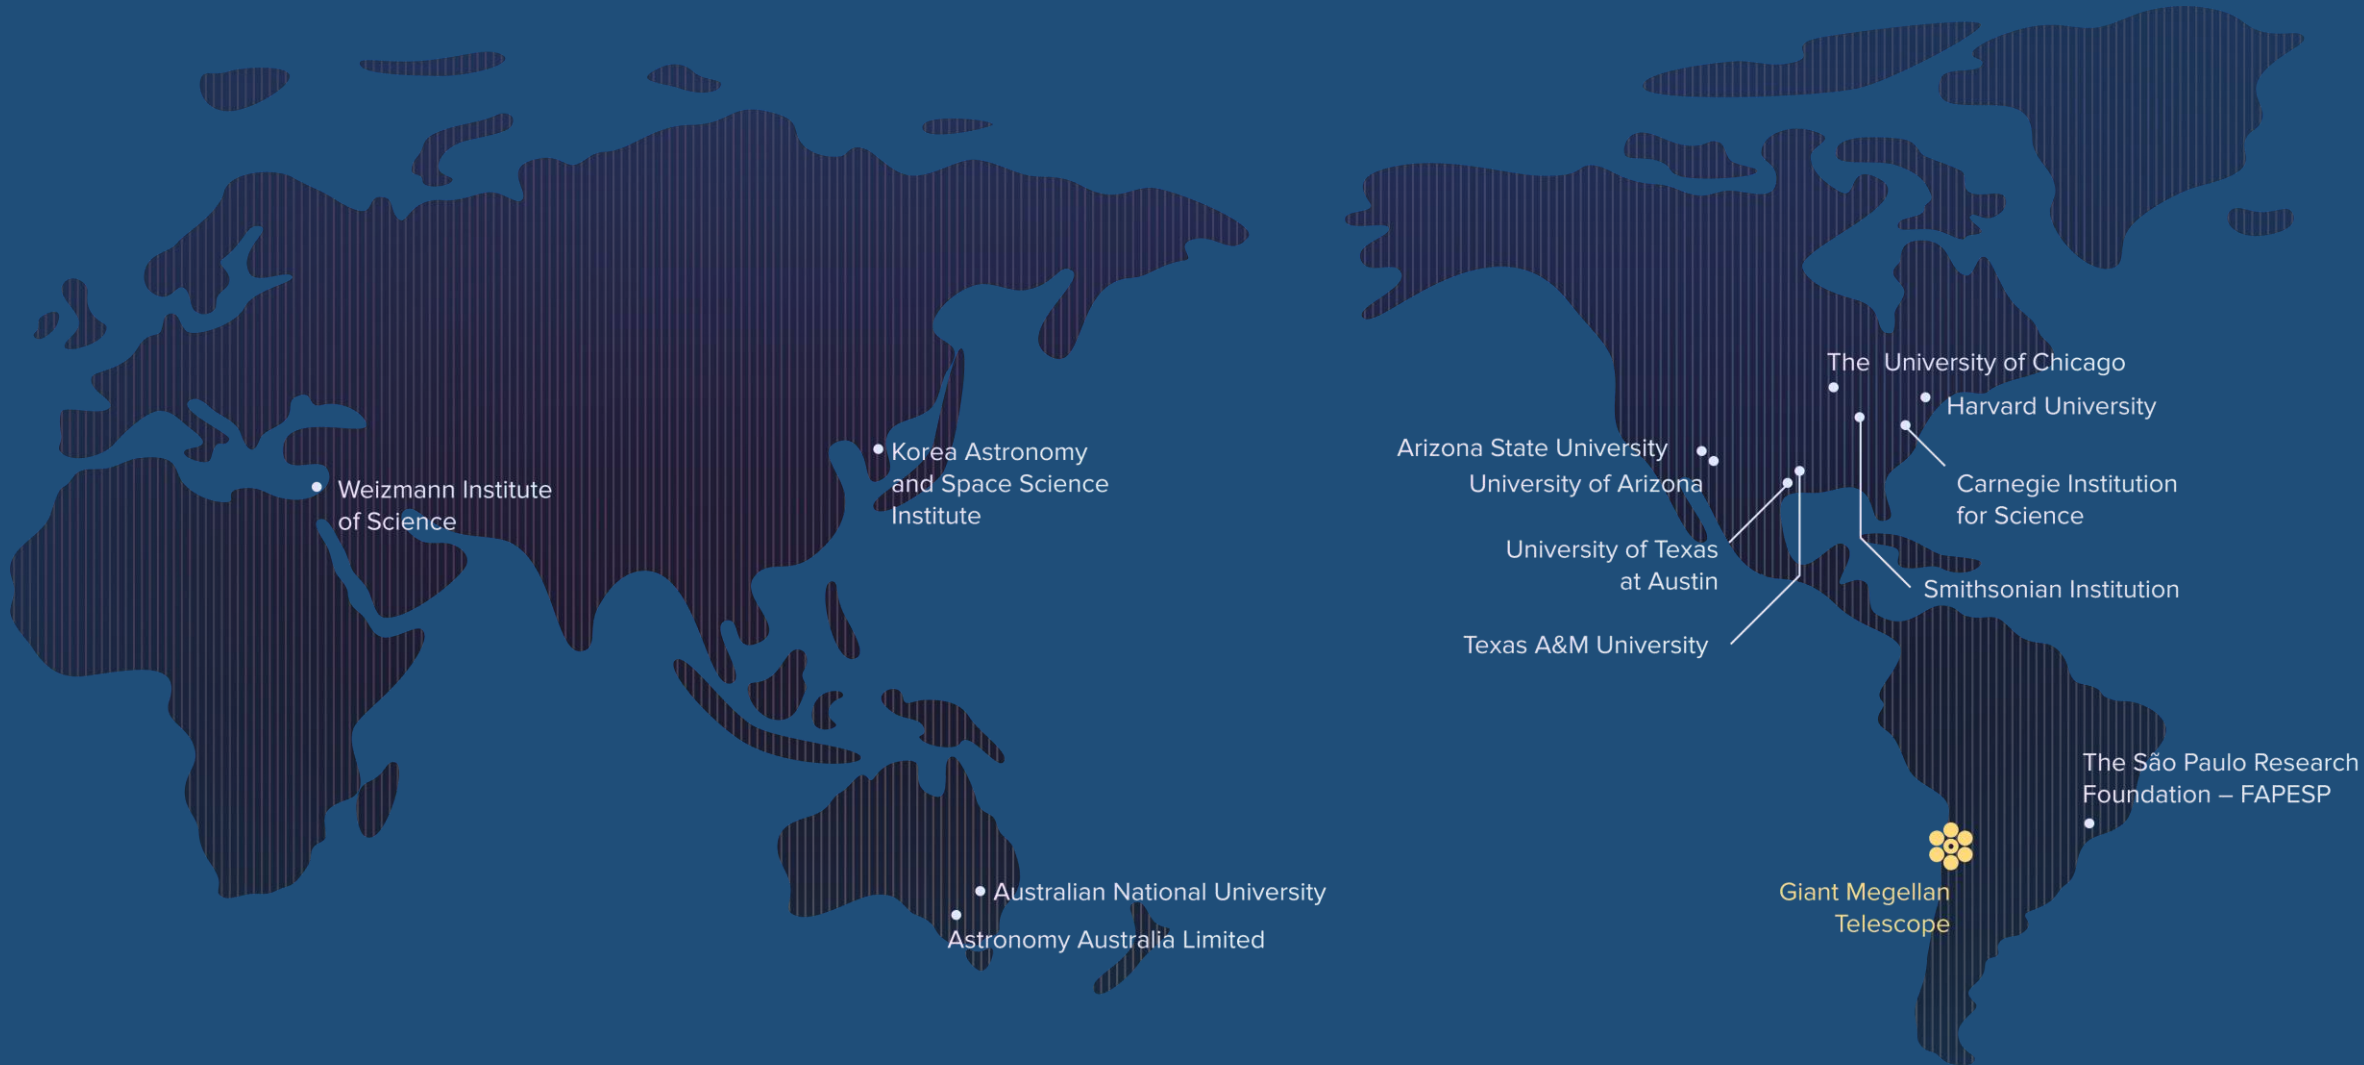 Weizmann Institute
of Science
Korea Astronomy
and Space Science
Institute
Australian National University
Astronomy Australia Limited
The University of Chicago
Harvard University
Arizona State University
University of Arizona
Carnegie Institution
for Science
University of Texas
at Austin
Smithsonian Institution
Texas A&M University
The São Paulo Research
Foundation – FAPESP
Giant Megellan
Telescope